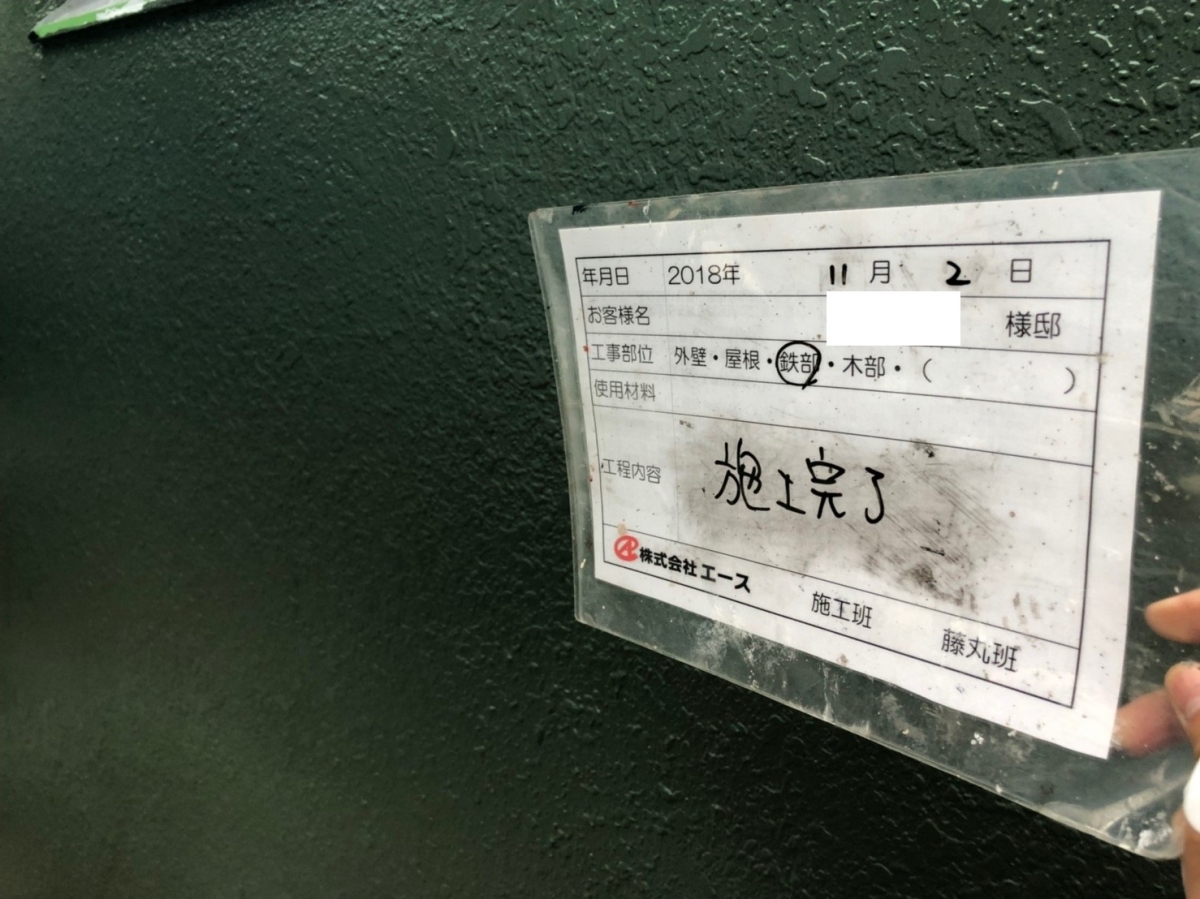 年月日 2018年 11月 2日
お客様名 様邸
工事部位 外壁・屋根・鉄部・木部・( )
使用材料
工程内容 施工完了
株式会社エース 施工班 藤丸班